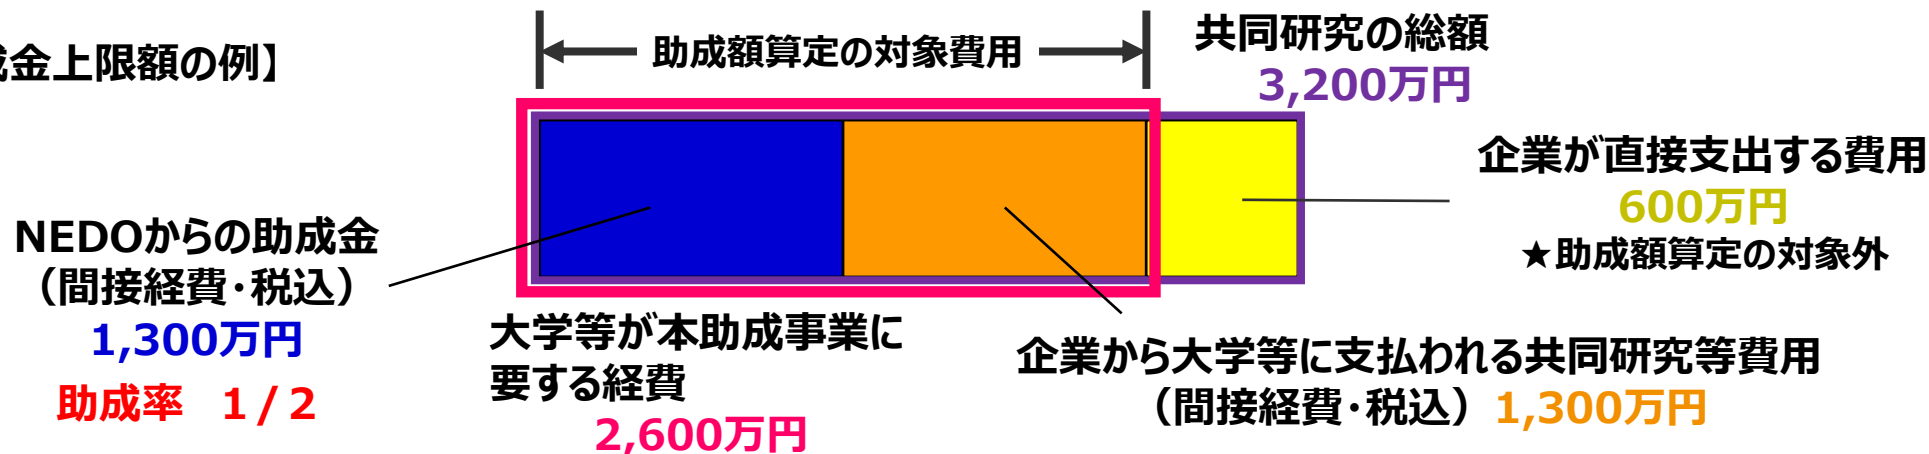 金上限額の例】
助成額算定の対象費用
共同研究の総額
3,200万円
企業が直接支出する費用
600万円
★助成額算定の対象外
NEDOからの助成金
（間接経費・税込）
1,300万円
助成率 1/2
大学等が本助成事業に
要する経費
2,600万円
企業から大学等に支払われる共同研究等費用
（間接経費・税込）1,300万円